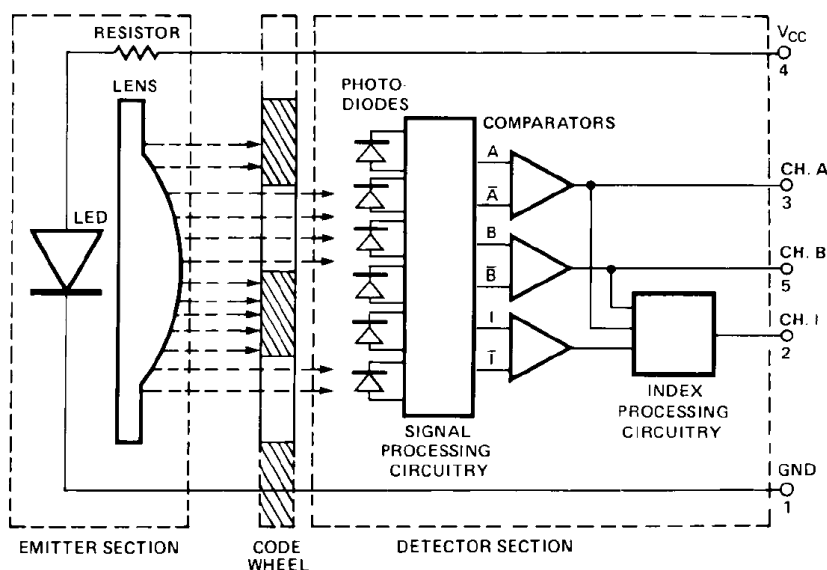 RESISTOR
LENS
LED
EMITTER SECTION
CODE
WHEEL
PHOTO-
DIODES
SIGNAL
PROCESSING
CIRCUITRY
COMPARATORS
A
A̅
B
B̅
I
I̅
INDEX
PROCESSING
CIRCUITRY
DETECTOR SECTION
VCC
4
CH. A
3
CH. B
5
CH. I
2
GND
1